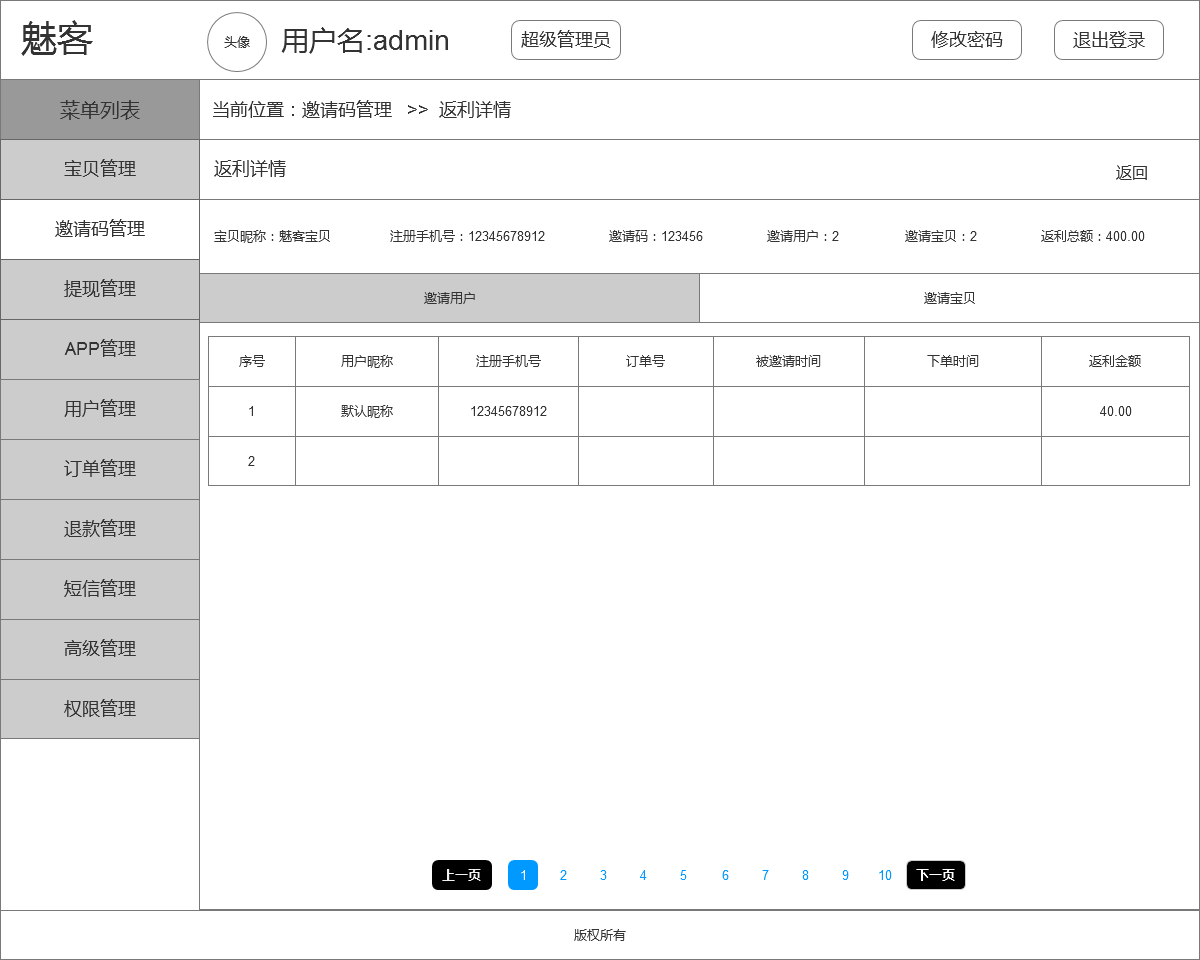 魅客
头像
用户名:admin
超级管理员
修改密码
退出登录
菜单列表
当前位置：邀请码管理 >> 返利详情
宝贝管理
返利详情
返回
邀请码管理
宝贝昵称：魅客宝贝
注册手机号：12345678912
邀请码：123456
邀请用户：2
邀请宝贝：2
返利总额：400.00
提现管理
邀请用户
邀请宝贝
APP管理
序号 用户昵称 注册手机号 订单号 被邀请时间 下单时间 返利金额
用户管理
1 默认昵称 12345678912 40.00
订单管理
2
退款管理
短信管理
高级管理
权限管理
上一页 1 2 3 4 5 6 7 8 9 10 下一页
版权所有